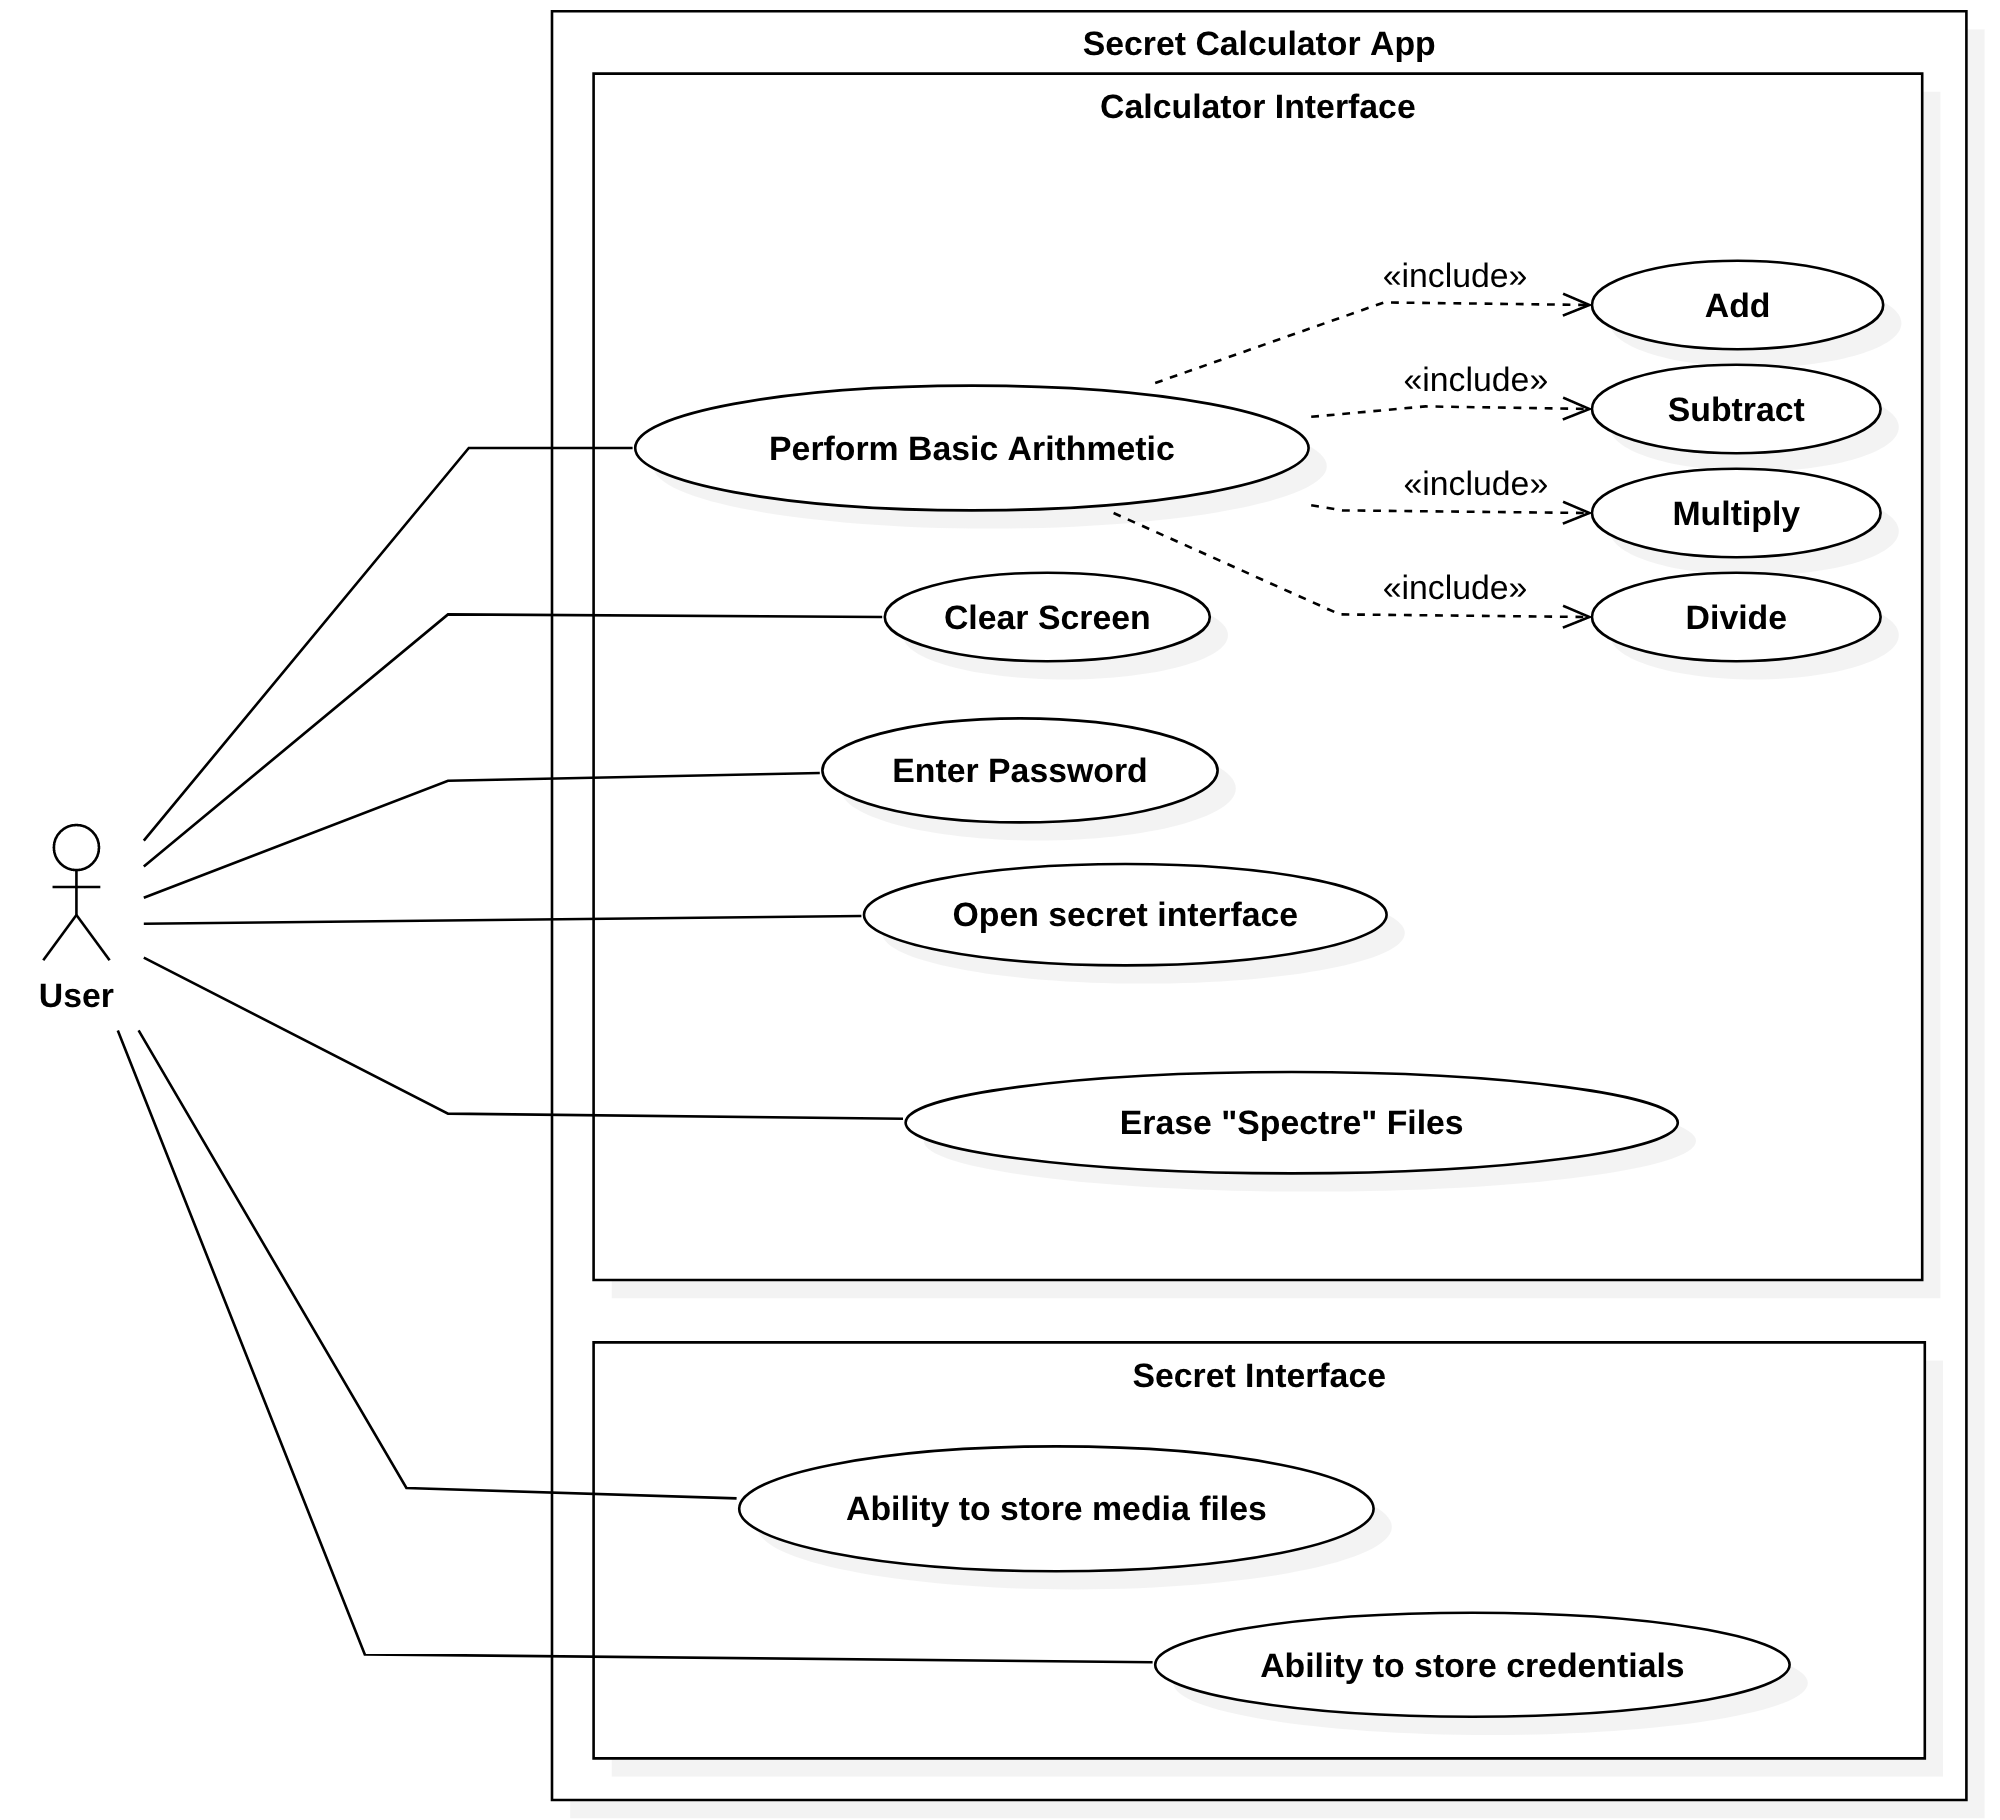 Secret Calculator App
Calculator Interface
«include»
Add
«include»
Subtract
Perform Basic Arithmetic
«include»
Multiply
«include»
Divide
Clear Screen
Enter Password
Open secret interface
User
Erase "Spectre" Files
Secret Interface
Ability to store media files
Ability to store credentials